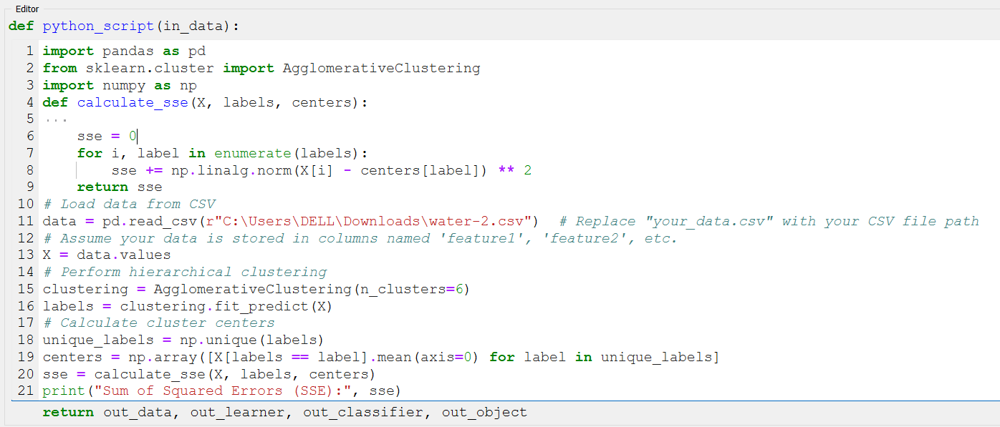 Editor
def python_script(in_data):
1 import pandas as pd
2 from sklearn.cluster import AgglomerativeClustering
3 import numpy as np
4 def calculate_sse(X, labels, centers):
5 ...
6     sse = 0
7     for i, label in enumerate(labels):
8         sse += np.linalg.norm(X[i] - centers[label]) ** 2
9     return sse
10 # Load data from CSV
11 data = pd.read_csv(r"C:\Users\DELL\Downloads\water-2.csv")  # Replace "your_data.csv" with your CSV file path
12 # Assume your data is stored in columns named 'feature1', 'feature2', etc.
13 X = data.values
14 # Perform hierarchical clustering
15 clustering = AgglomerativeClustering(n_clusters=6)
16 labels = clustering.fit_predict(X)
17 # Calculate cluster centers
18 unique_labels = np.unique(labels)
19 centers = np.array([X[labels == label].mean(axis=0) for label in unique_labels]
20 sse = calculate_sse(X, labels, centers)
21 print("Sum of Squared Errors (SSE):", sse)
return out_data, out_learner, out_classifier, out_object